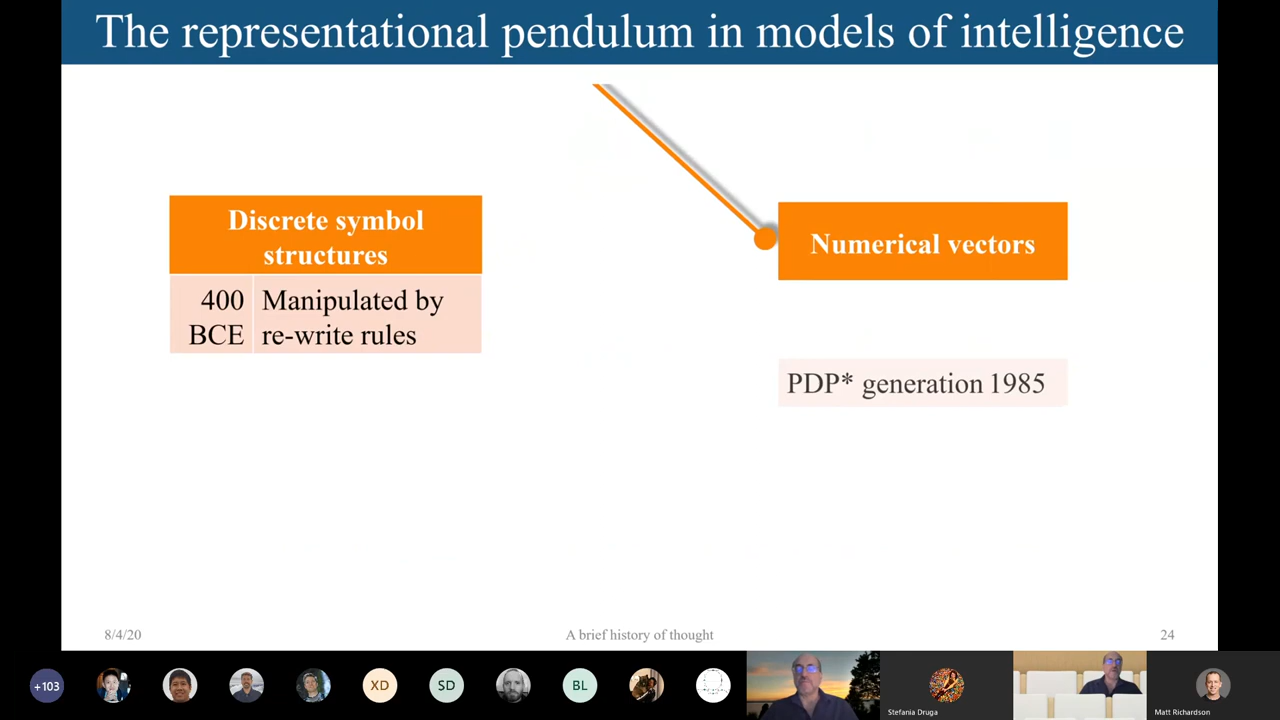 The representational pendulum in models of intelligence
Discrete symbol
structures
400
BCE
Manipulated by
re-write rules
Numerical vectors
PDP* generation 1985
8/4/20
A brief history of thought
24
+103
XD
SD
BL
Stefania Druga
Matt Richardson